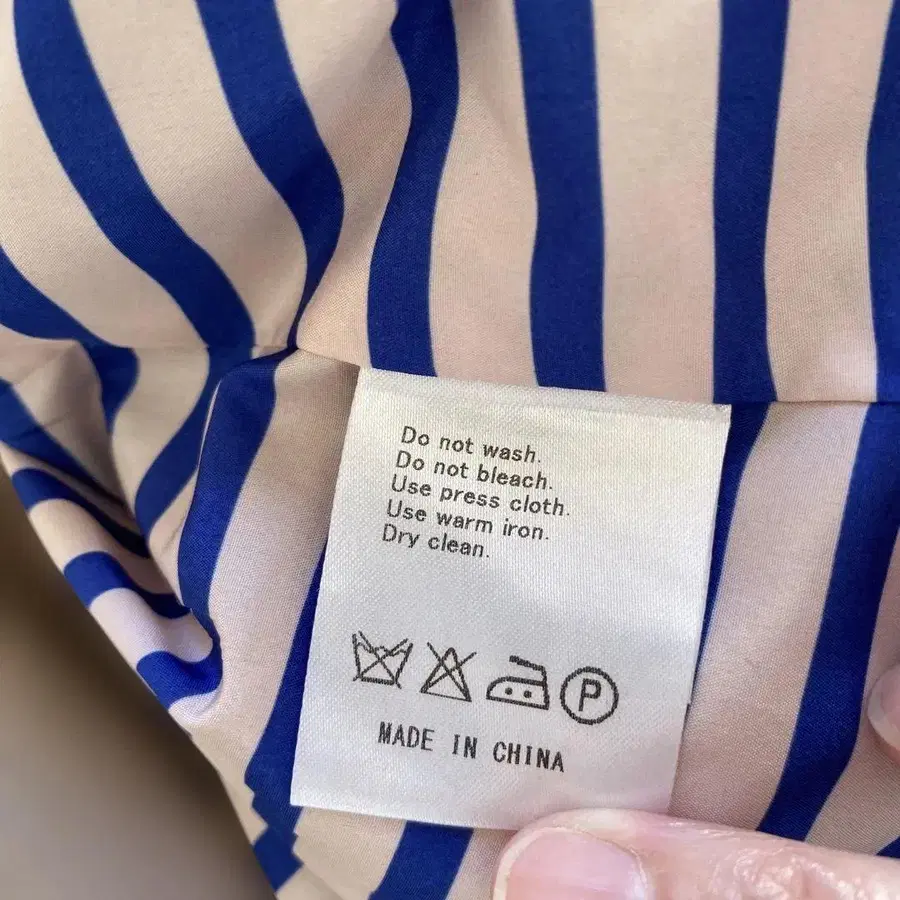 Do not wash.
Do not bleach.
Use press cloth.
Use warm iron.
Dry clean.
P
MADE IN CHINA